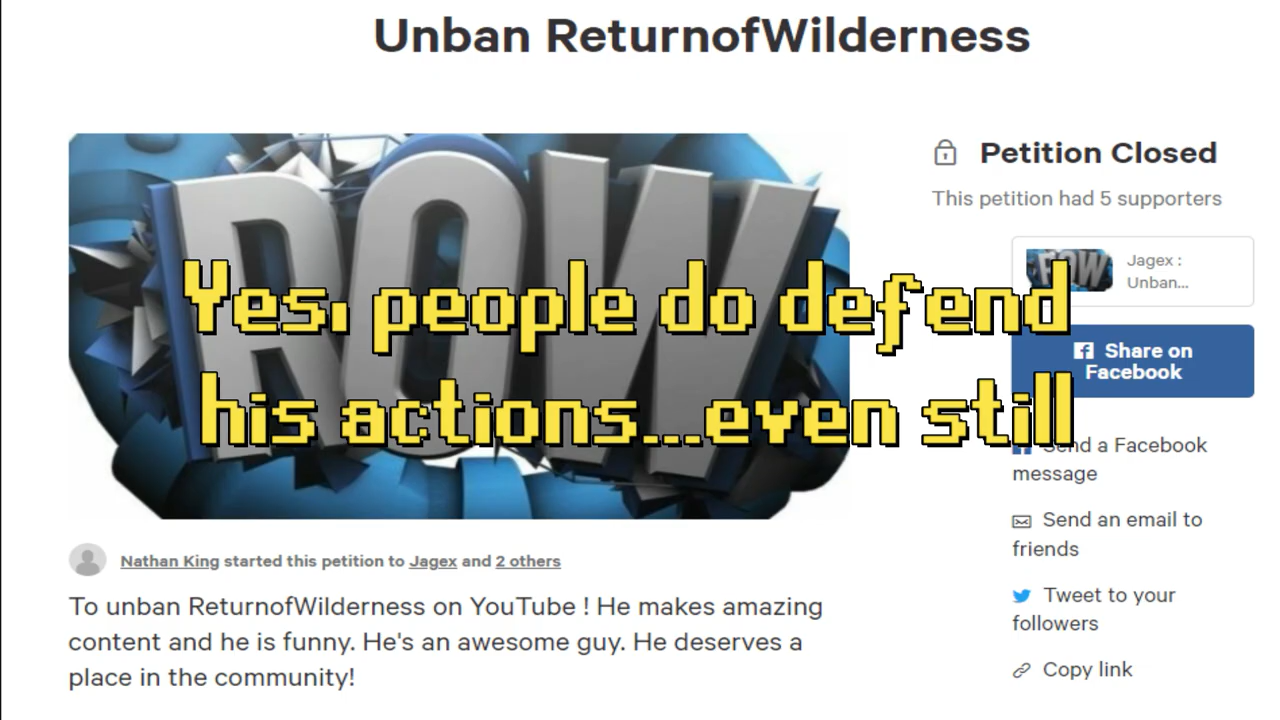 Unban ReturnofWilderness
ROW
Petition Closed
This petition had 5 supporters
ROW
Jagex :
Unban...
Yes, people do defend
his actions...even still
Share on
Facebook
Send a Facebook
message
Send an email to
friends
Tweet to your
followers
Copy link
Nathan King started this petition to Jagex and 2 others
To unban ReturnofWilderness on YouTube ! He makes amazing
content and he is funny. He's an awesome guy. He deserves a
place in the community!